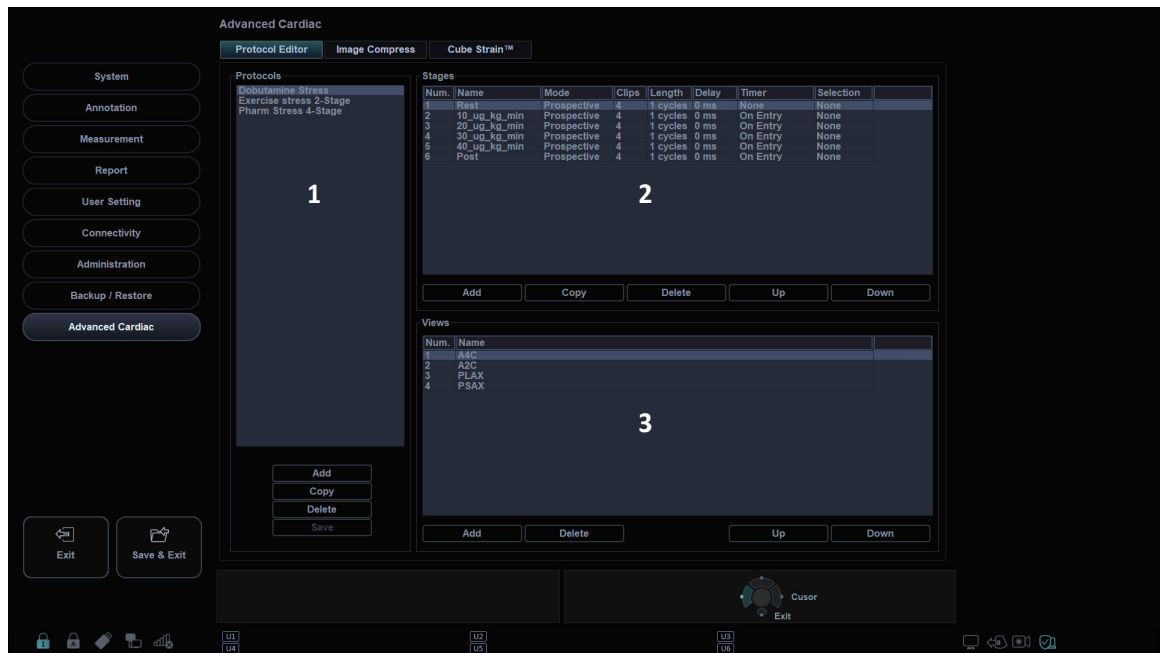 Advanced Cardiac
Protocol Editor Image Compress Cube Strain™
System
Annotation
Measurement
Report
User Setting
Connectivity
Administration
Backup / Restore
Advanced Cardiac
Exit
Save & Exit
Protocols
Dobutamine Stress
Exercise stress 2-Stage
Pharm Stress 4-Stage
1
Add
Copy
Delete
Save
Stages
Num. Name Mode Clips Length Delay Timer Selection
1 Rest Prospective 4 1 cycles 0 ms None None
2 10_ug_kg_min Prospective 4 1 cycles 0 ms On Entry None
3 20_ug_kg_min Prospective 4 1 cycles 0 ms On Entry None
4 30_ug_kg_min Prospective 4 1 cycles 0 ms On Entry None
5 40_ug_kg_min Prospective 4 1 cycles 0 ms On Entry None
6 Post Prospective 4 1 cycles 0 ms On Entry None
2
Add Copy Delete Up Down
Views
Num. Name
1 A4C
2 A2C
3 PLAX
4 PSAX
3
Add Delete Up Down
Cusor
Exit
1 A
U1 U2 U3
U4 U5 U6